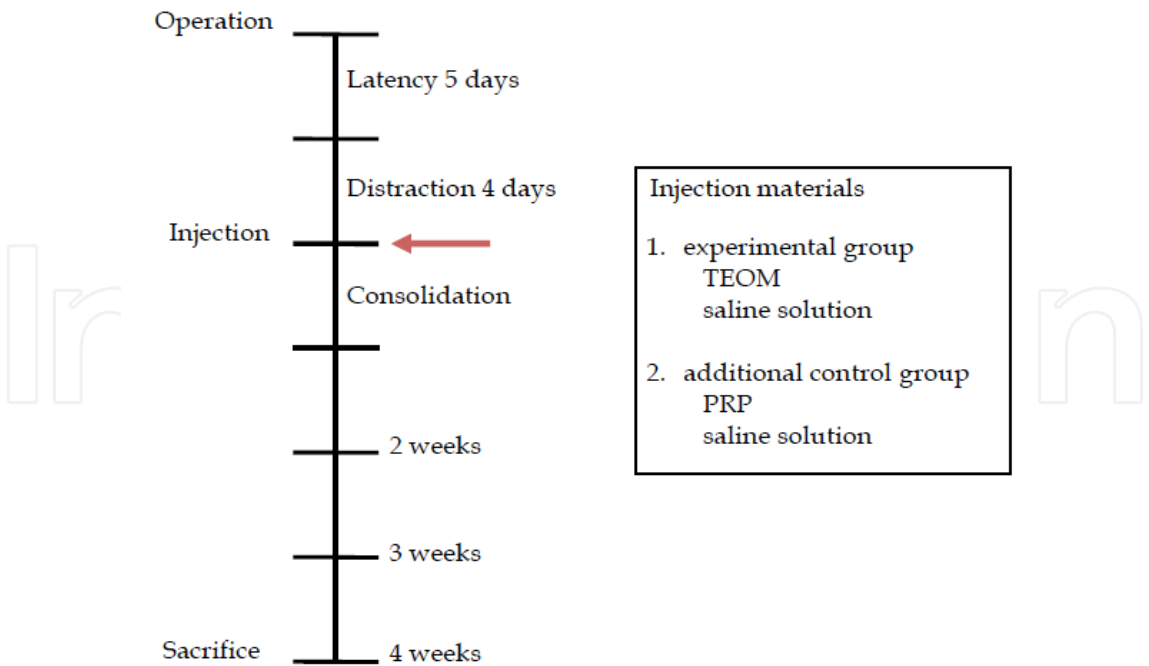 Operation
Latency 5 days
Distraction 4 days
Injection
Consolidation
2 weeks
3 weeks
Sacrifice
4 weeks
Injection materials
1. experimental group
TEOM
saline solution
2. additional control group
PRP
saline solution